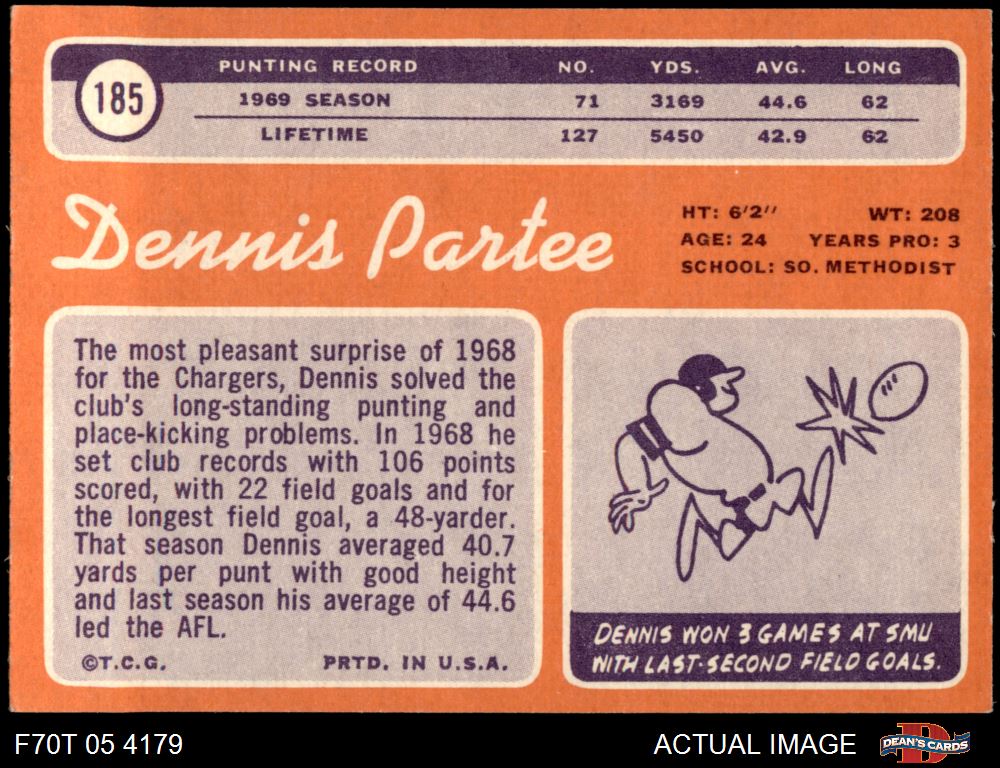 185
PUNTING RECORD NO. YDS. AVG. LONG
1969 SEASON 71 3169 44.6 62
LIFETIME 127 5450 42.9 62
Dennis Partee
HT: 6'2" WT: 208
AGE: 24 YEARS PRO: 3
SCHOOL: SO. METHODIST
The most pleasant surprise of 1968
for the Chargers, Dennis solved the
club's long-standing punting and
place-kicking problems. In 1968 he
set club records with 106 points
scored, with 22 field goals and for
the longest field goal, a 48-yarder.
That season Dennis averaged 40.7
yards per punt with good height
and last season his average of 44.6
led the AFL.
©T.C.G. PRTD. IN U.S.A.
DENNIS WON 3 GAMES AT SMU
WITH LAST-SECOND FIELD GOALS.
F70T 05 4179
ACTUAL IMAGE
D
DEAN'S CARDS